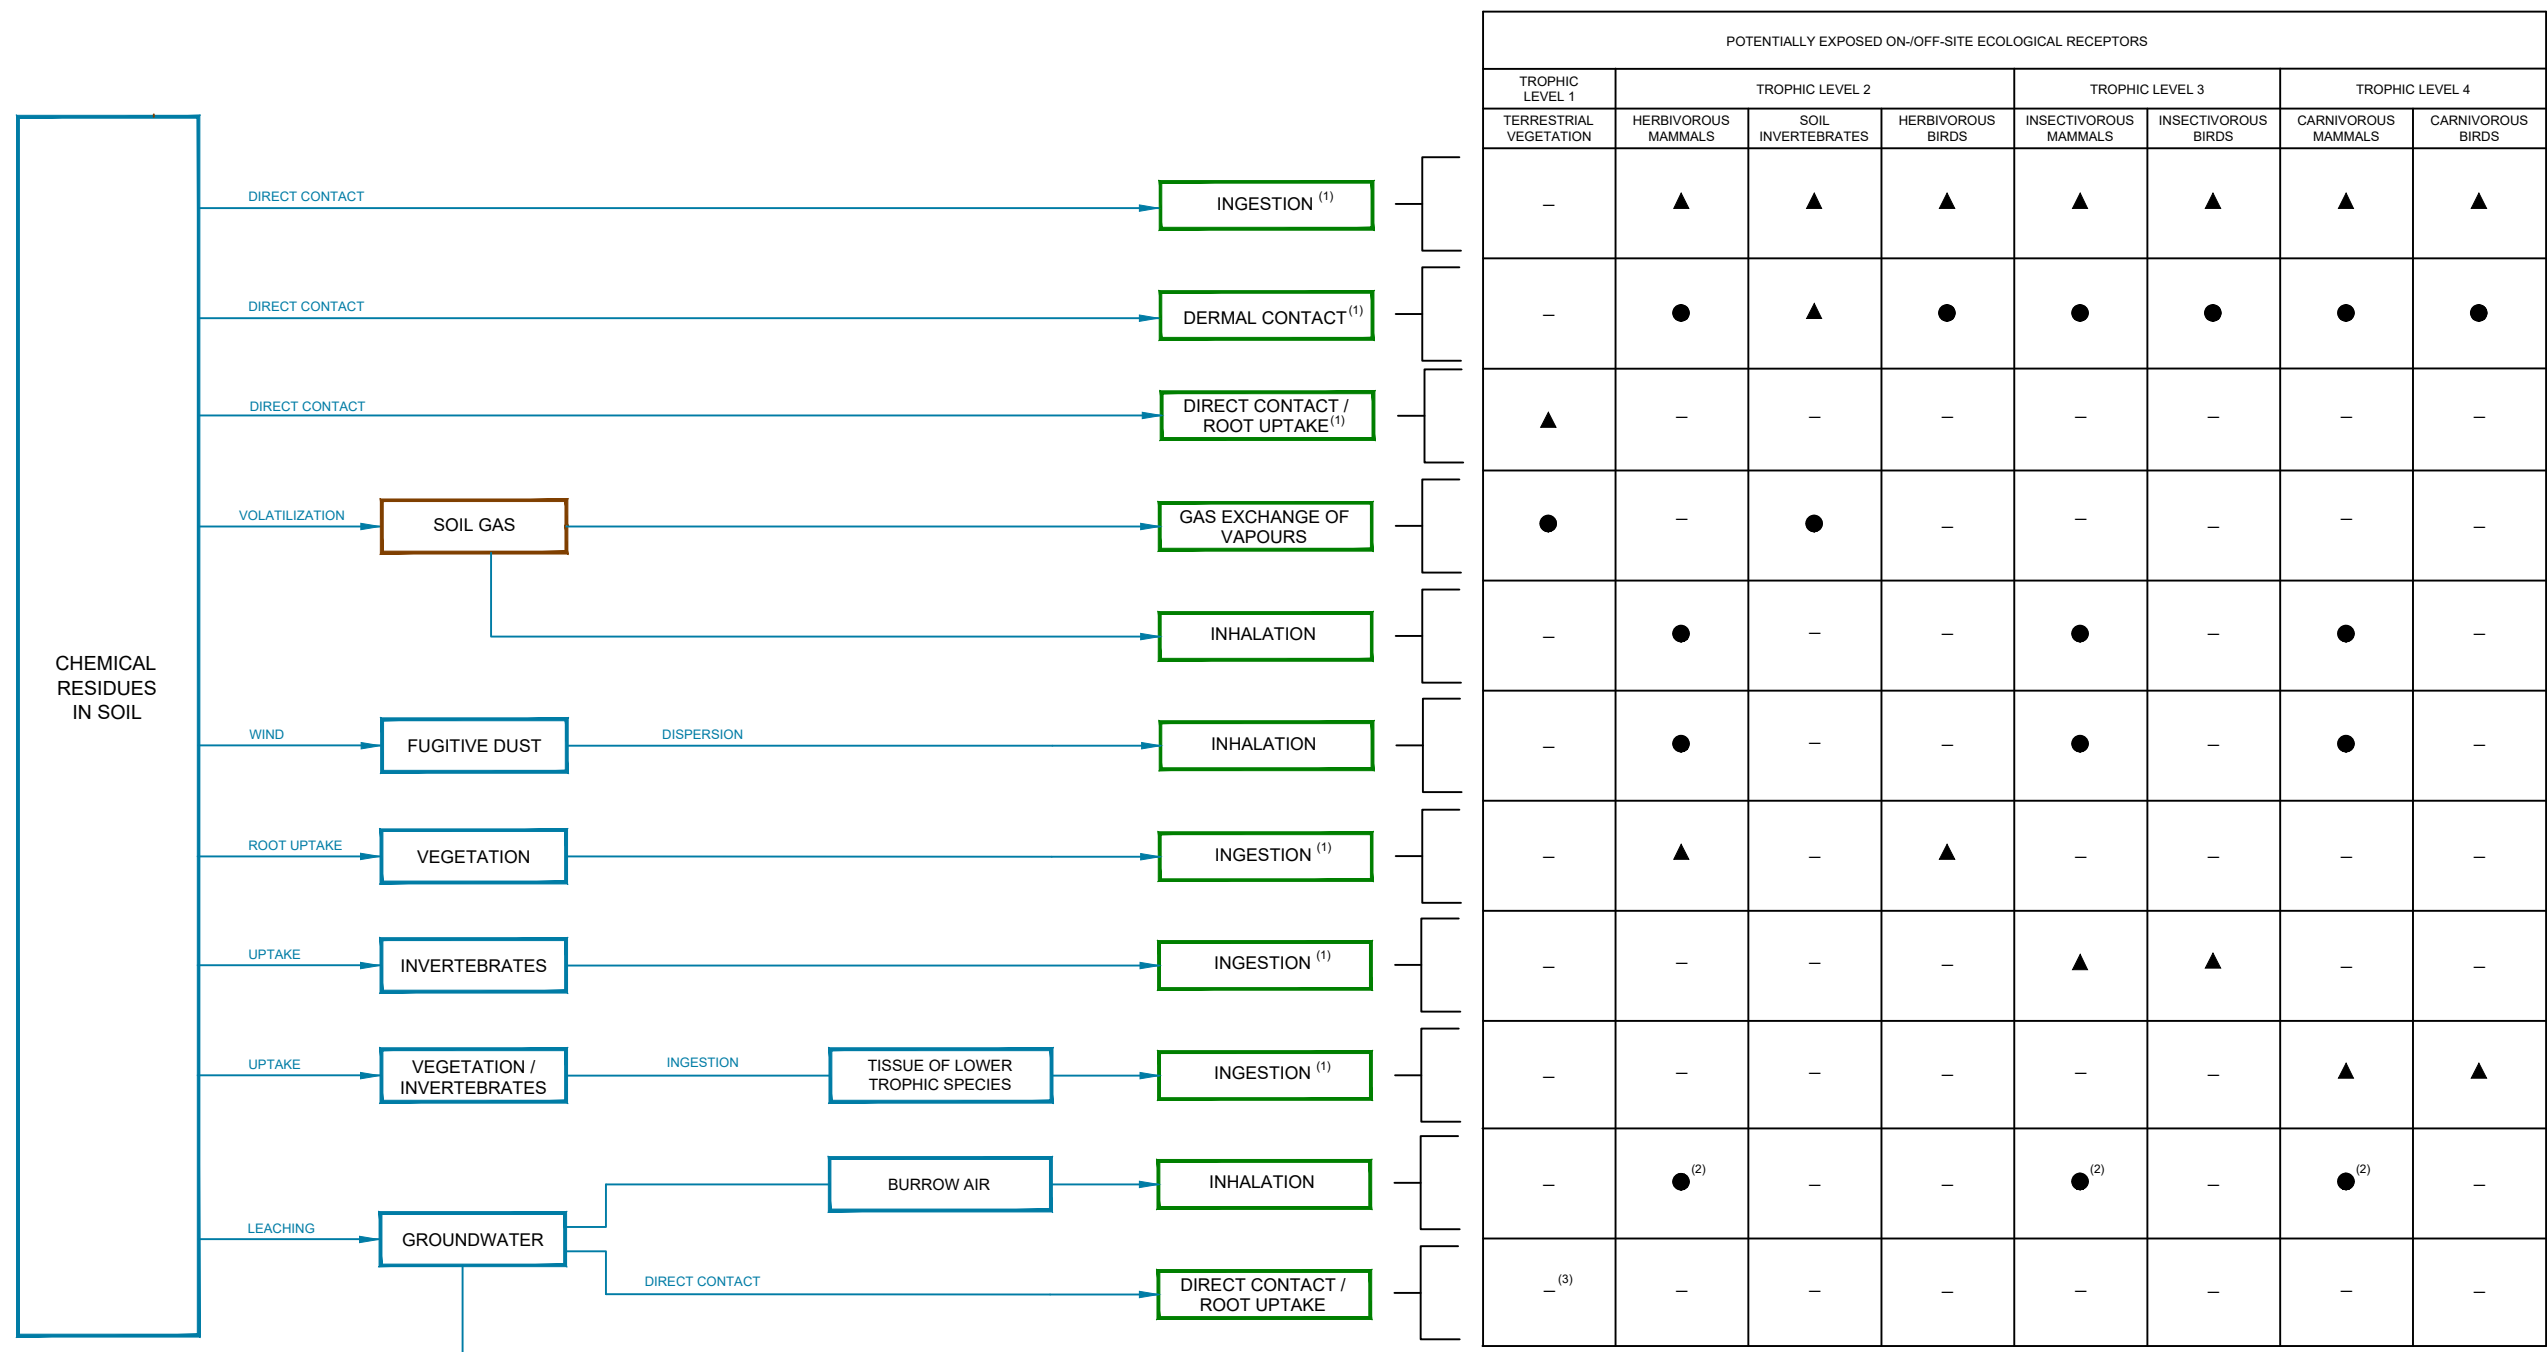 POTENTIALLY EXPOSED ON-/OFF-SITE ECOLOGICAL RECEPTORS
TROPHIC
LEVEL 1
TROPHIC LEVEL 2
TROPHIC LEVEL 3
TROPHIC LEVEL 4
TERRESTRIAL
VEGETATION
HERBIVOROUS
MAMMALS
SOIL
INVERTEBRATES
HERBIVOROUS
BIRDS
INSECTIVOROUS
MAMMALS
INSECTIVOROUS
BIRDS
CARNIVOROUS
MAMMALS
CARNIVOROUS
BIRDS
CHEMICAL
RESIDUES
IN SOIL
DIRECT CONTACT
INGESTION (1)
– ▲ ▲ ▲ ▲ ▲ ▲ ▲
DIRECT CONTACT
DERMAL CONTACT(1)
– ● ▲ ● ● ● ● ●
DIRECT CONTACT
DIRECT CONTACT /
ROOT UPTAKE(1)
▲ – – – – – – –
VOLATILIZATION
SOIL GAS
GAS EXCHANGE OF
VAPOURS
● – ● – – – – –
INHALATION
– ● – – ● – ● –
WIND
FUGITIVE DUST
DISPERSION
INHALATION
– ● – – ● – ● –
ROOT UPTAKE
VEGETATION
INGESTION (1)
– ▲ – ▲ – – – –
UPTAKE
INVERTEBRATES
INGESTION (1)
– – – – ▲ ▲ – –
UPTAKE
VEGETATION /
INVERTEBRATES
INGESTION
TISSUE OF LOWER
TROPHIC SPECIES
INGESTION (1)
– – – – – – ▲ ▲
BURROW AIR
INHALATION
– ●(2) – – ●(2) – ●(2) –
LEACHING
GROUNDWATER
DIRECT CONTACT
DIRECT CONTACT /
ROOT UPTAKE
–(3) – – – – – – –